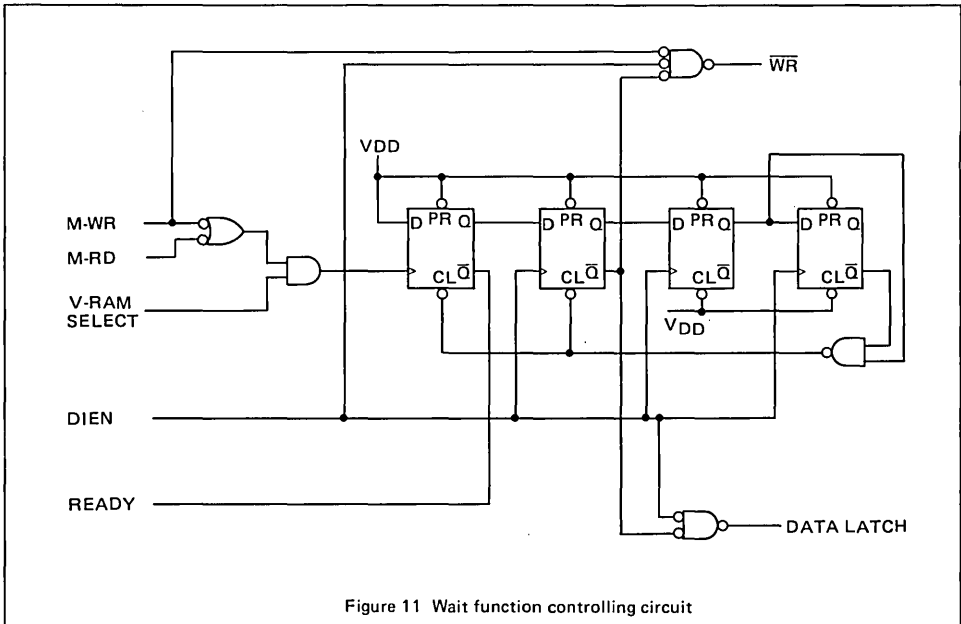 WR
VDD
D PR Q
D PR Q
D PR Q
D PR Q
M-WR
M-RD
CL Q
CL Q
CL Q
CL Q
V-RAM
SELECT
VDD
DIEN
READY
DATA LATCH
Figure 11 Wait function controlling circuit